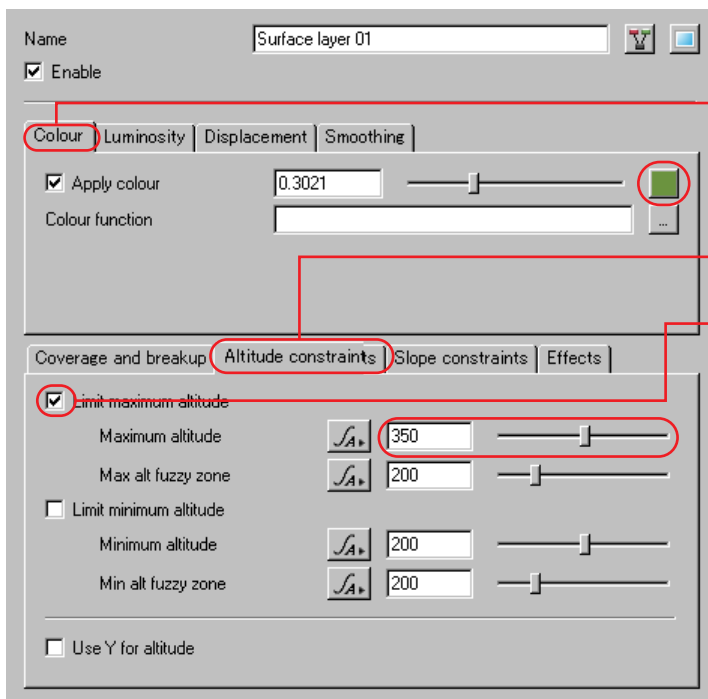 Name Surface layer 01
Enable
Colour Luminosity Displacement Smoothing
Apply colour 0.3021
Colour function ...
Coverage and breakup Altitude constraints Slope constraints Effects
Limit maximum altitude
Maximum altitude A 350
Max alt fuzzy zone A 200
Limit minimum altitude
Minimum altitude A 200
Min alt fuzzy zone A 200
Use Y for altitude